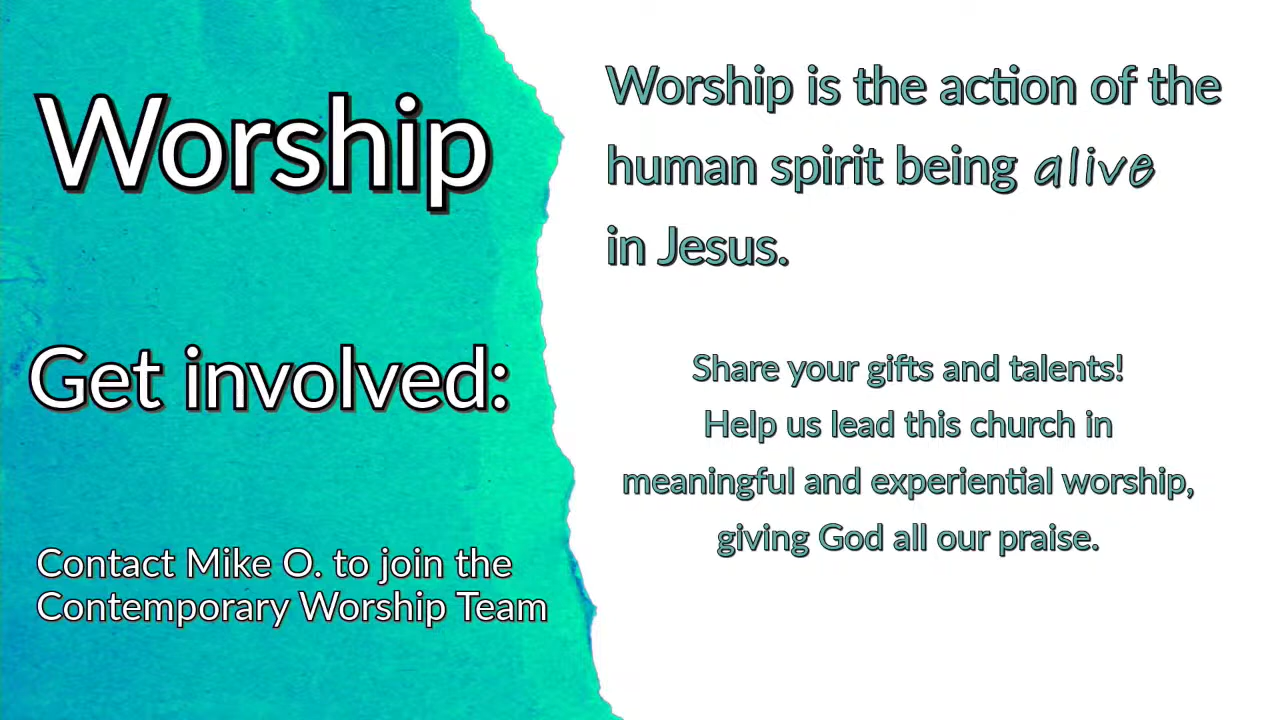 Worship
Get involved:
Contact Mike O. to join the
Contemporary Worship Team
Worship is the action of the
human spirit being alive
in Jesus.
Share your gifts and talents!
Help us lead this church in
meaningful and experiential worship,
giving God all our praise.